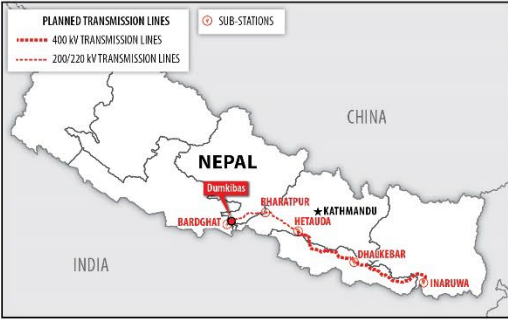 PLANNED TRANSMISSION LINES
400 kV TRANSMISSION LINES
200/220 kV TRANSMISSION LINES
SUB-STATIONS
CHINA
NEPAL
Dumkibas
BHARATPUR
KATHMANDU
BARDGHAT
HETAUDA
DHALKEBAR
INDIA
INARUWA